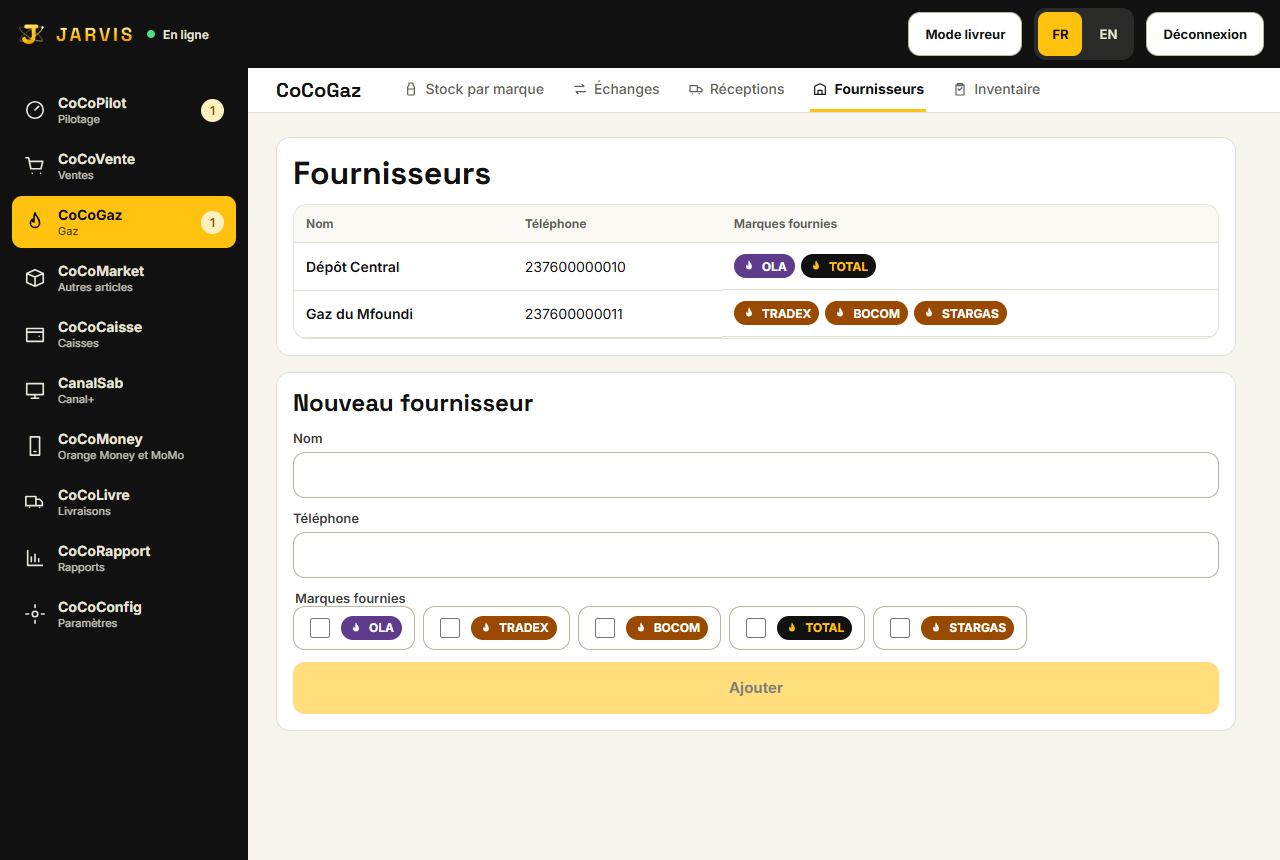 JARVIS En ligne Mode livreur FR EN Déconnexion
CoCoPilot
Pilotage
1
CoCoVente
Ventes
CoCoGaz
Gaz
1
CoCoMarket
Autres articles
CoCoCaisse
Caisses
CanalSab
Canal+
CoCoMoney
Orange Money et MoMo
CoCoLivre
Livraisons
CoCoRapport
Rapports
CoCoConfig
Paramètres
CoCoGaz Stock par marque Échanges Réceptions Fournisseurs Inventaire
Fournisseurs
Nom Téléphone Marques fournies
Dépôt Central 237600000010 OLA TOTAL
Gaz du Mfoundi 237600000011 TRADEX BOCOM STARGAS
Nouveau fournisseur
Nom
Téléphone
Marques fournies
OLA TRADEX BOCOM TOTAL STARGAS
Ajouter